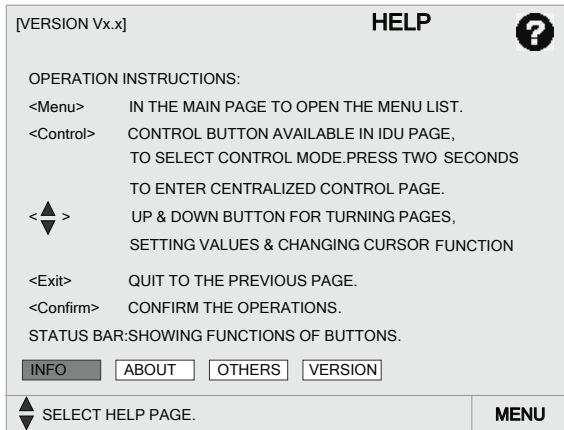 [VERSION Vx.x]
HELP
?
OPERATION INSTRUCTIONS:
<Menu> IN THE MAIN PAGE TO OPEN THE MENU LIST.
<Control> CONTROL BUTTON AVAILABLE IN IDU PAGE,
TO SELECT CONTROL MODE.PRESS TWO SECONDS
TO ENTER CENTRALIZED CONTROL PAGE.
<▲▼> UP & DOWN BUTTON FOR TURNING PAGES,
SETTING VALUES & CHANGING CURSOR FUNCTION
<Exit> QUIT TO THE PREVIOUS PAGE.
<Confirm> CONFIRM THE OPERATIONS.
STATUS BAR:SHOWING FUNCTIONS OF BUTTONS.
INFO ABOUT OTHERS VERSION
▲▼ SELECT HELP PAGE. MENU